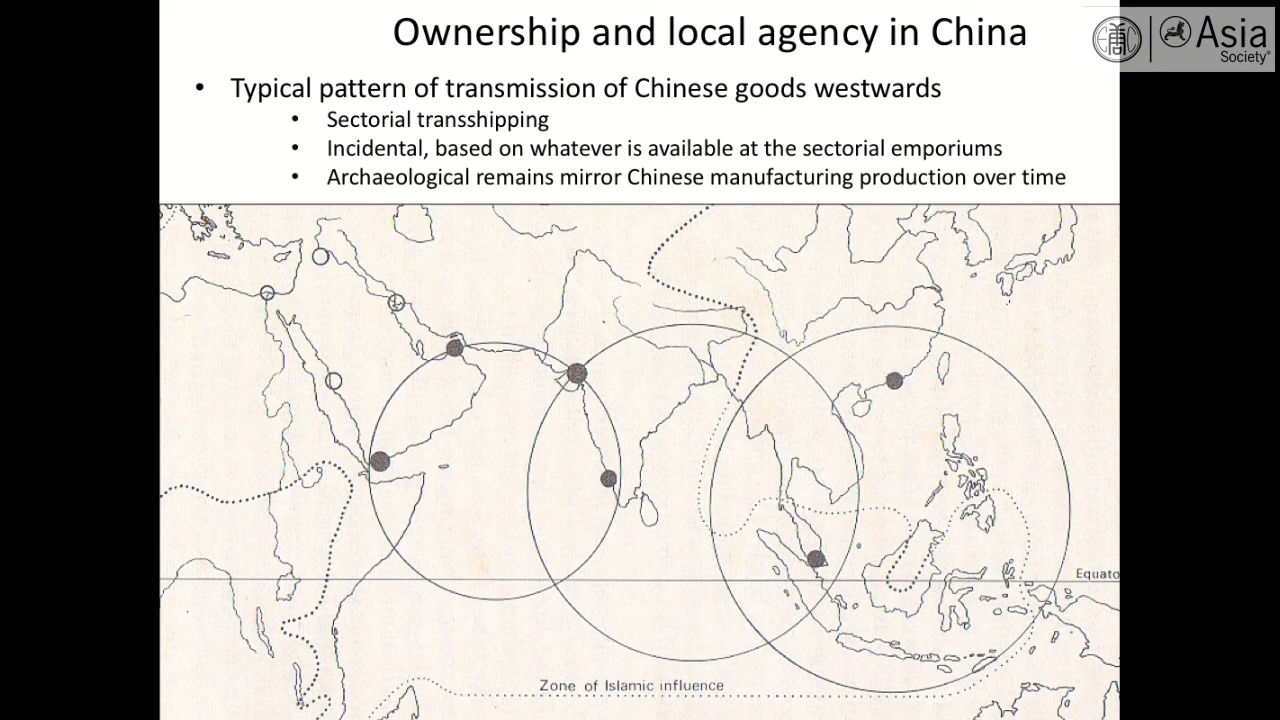 Ownership and local agency in China
Asia
Society
• Typical pattern of transmission of Chinese goods westwards
• Sectorial transshipping
• Incidental, based on whatever is available at the sectorial emporiums
• Archaeological remains mirror Chinese manufacturing production over time
Equato
Zone of Islamic influence